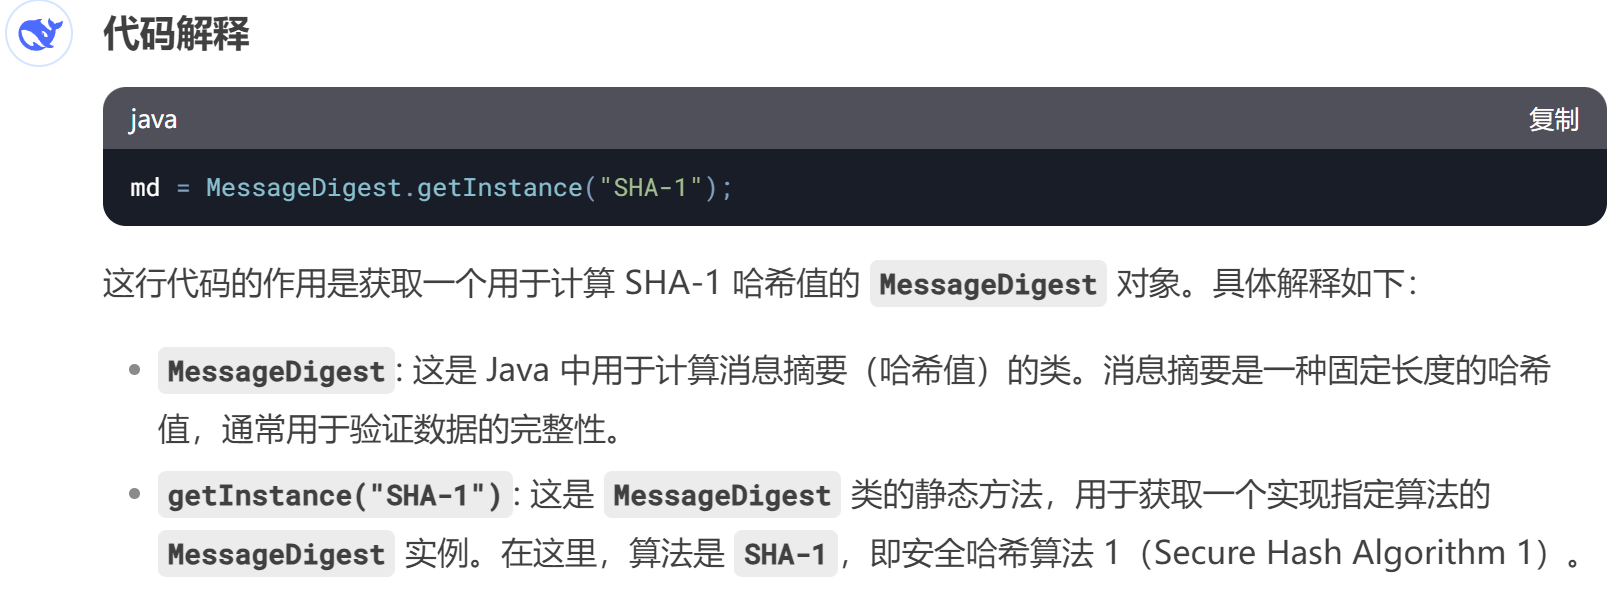 代码解释
java 复制
md = MessageDigest.getInstance("SHA-1");
这行代码的作用是获取一个用于计算 SHA-1 哈希值的 MessageDigest 对象。具体解释如下：
• MessageDigest: 这是 Java 中用于计算消息摘要（哈希值）的类。消息摘要是一种固定长度的哈希
值，通常用于验证数据的完整性。
• getInstance("SHA-1"): 这是 MessageDigest 类的静态方法，用于获取一个实现指定算法的
MessageDigest 实例。在这里，算法是 SHA-1，即安全哈希算法 1（Secure Hash Algorithm 1）。